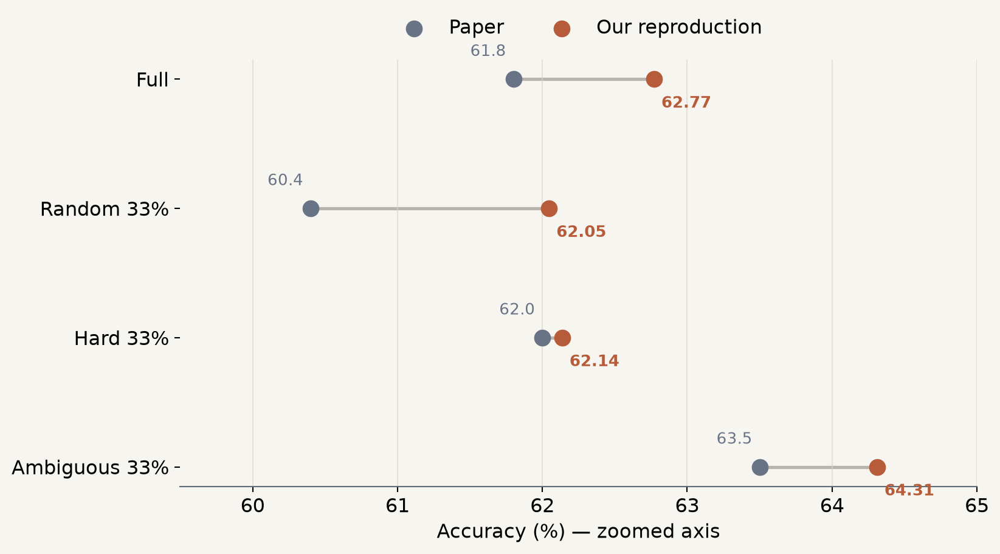 Paper
Our reproduction
61.8
Full
62.77
60.4
Random 33%
62.05
62.0
Hard 33%
62.14
63.5
Ambiguous 33%
64.31
60 61 62 63 64 65
Accuracy (%) — zoomed axis